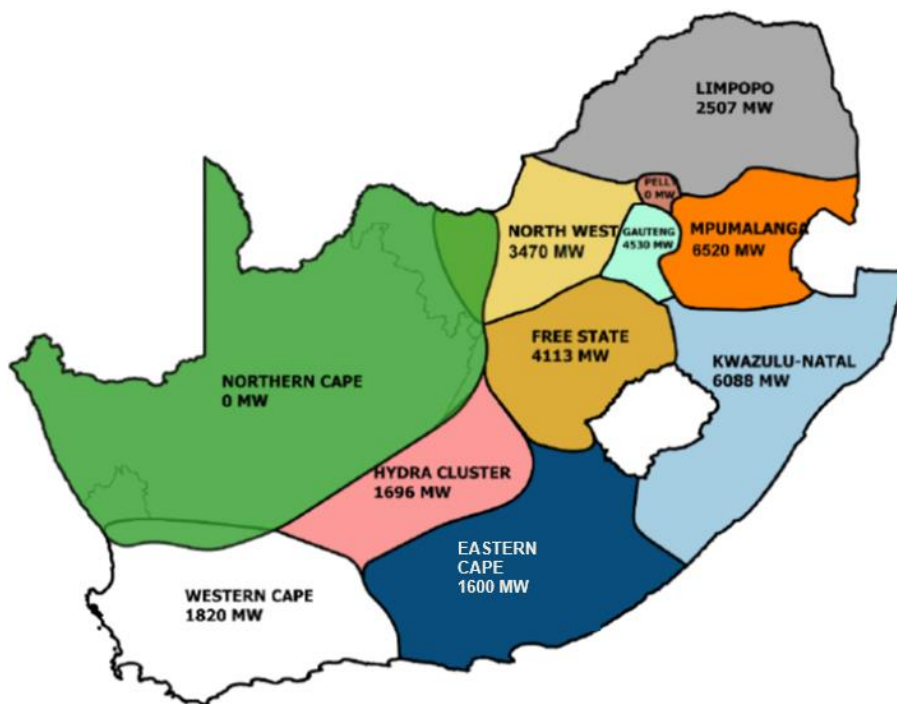 LIMPOPO
2507 MW
PELLY
0 MW
NORTH WEST
3470 MW
GAUTENG
4530 MW
MPUMALANGA
6520 MW
FREE STATE
4113 MW
KWAZULU-NATAL
6088 MW
NORTHERN CAPE
0 MW
HYDRA CLUSTER
1696 MW
EASTERN
CAPE
1600 MW
WESTERN CAPE
1820 MW